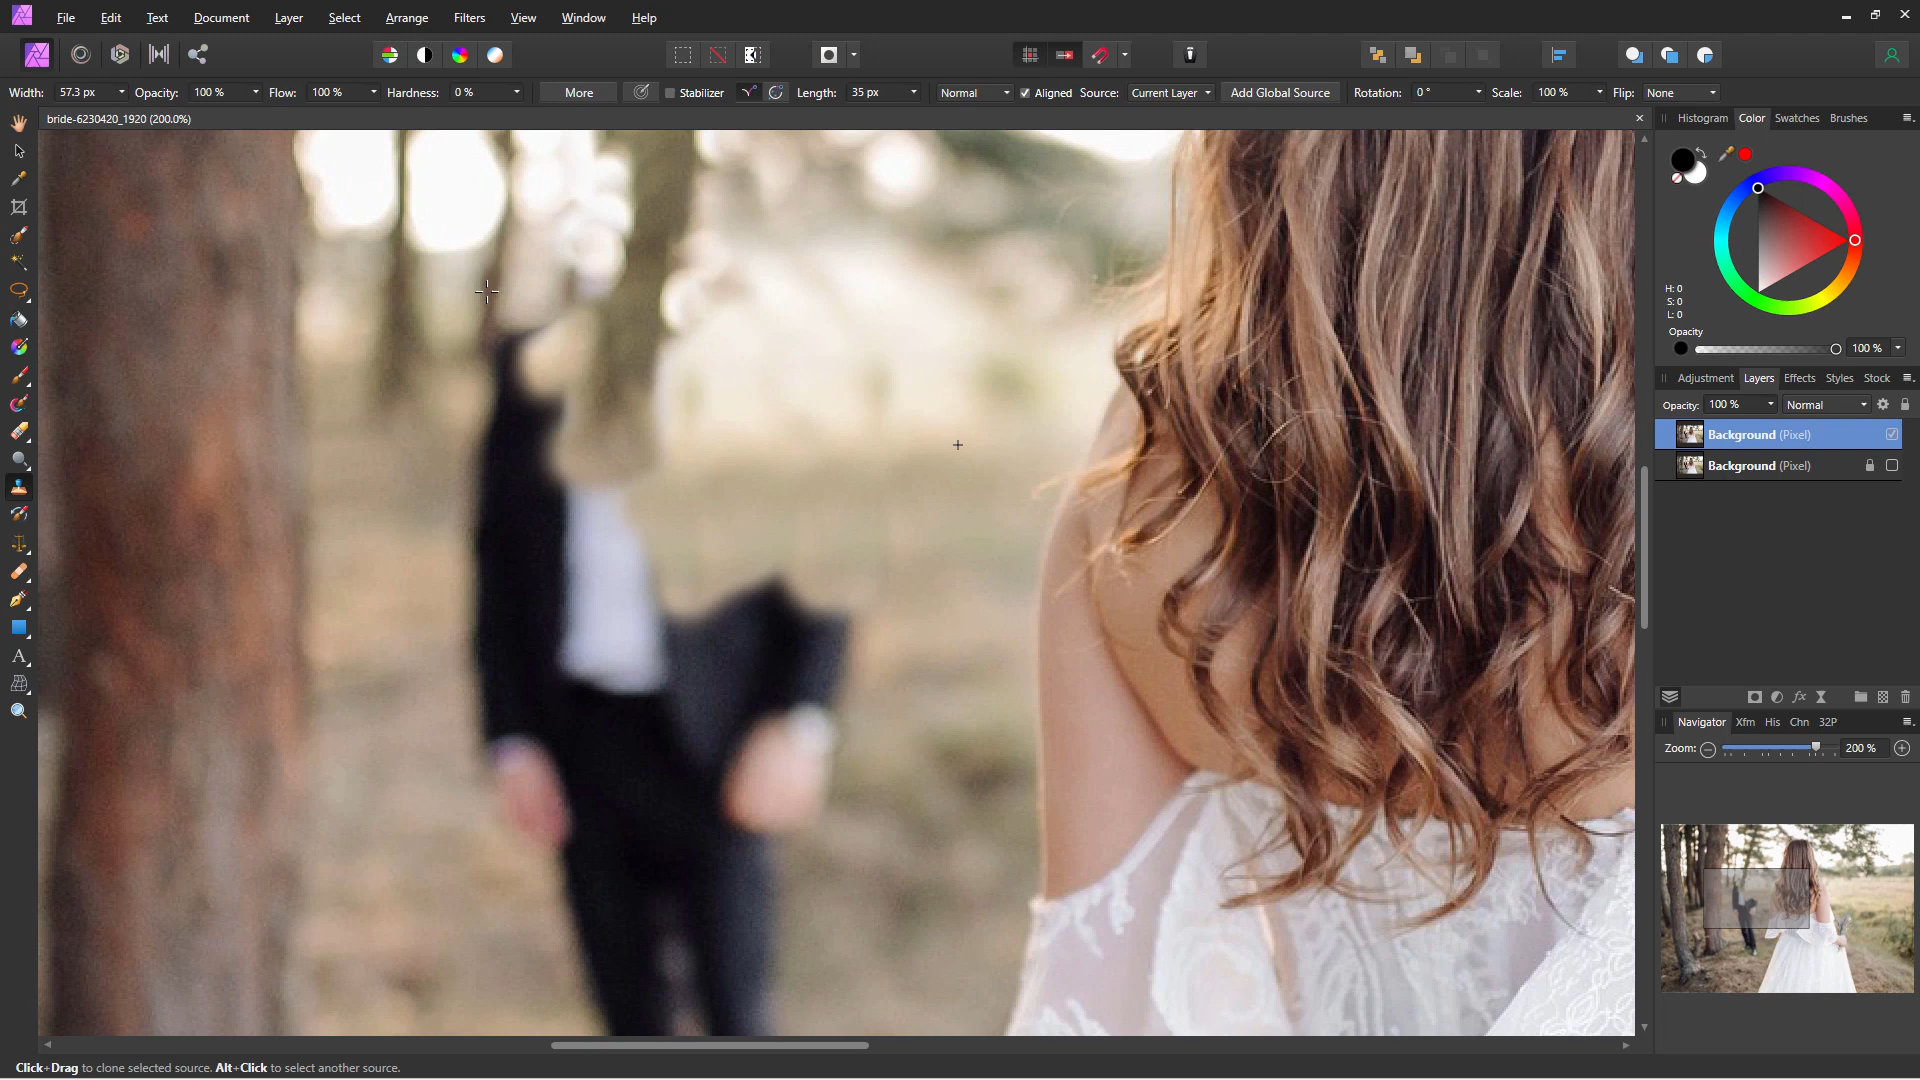 File Edit Text Document Layer Select Arrange Filters View Window Help
Width: 57.3 px Opacity: 100 % Flow: 100 % Hardness: 0 % More Stabilizer Length: 35 px Normal Aligned Source: Current Layer Add Global Source Rotation: 0 ° Scale: 100 % Flip: None
bride-6230420_1920 (200.0%)
Histogram Color Swatches Brushes
H: 0
S: 0
L: 0
Opacity
100 %
Adjustment Layers Effects Styles Stock
Opacity: 100 % Normal
Background (Pixel)
Background (Pixel)
Navigator Xfm His Chn 32P
Zoom: 200 %
Click+Drag to clone selected source. Alt+Click to select another source.